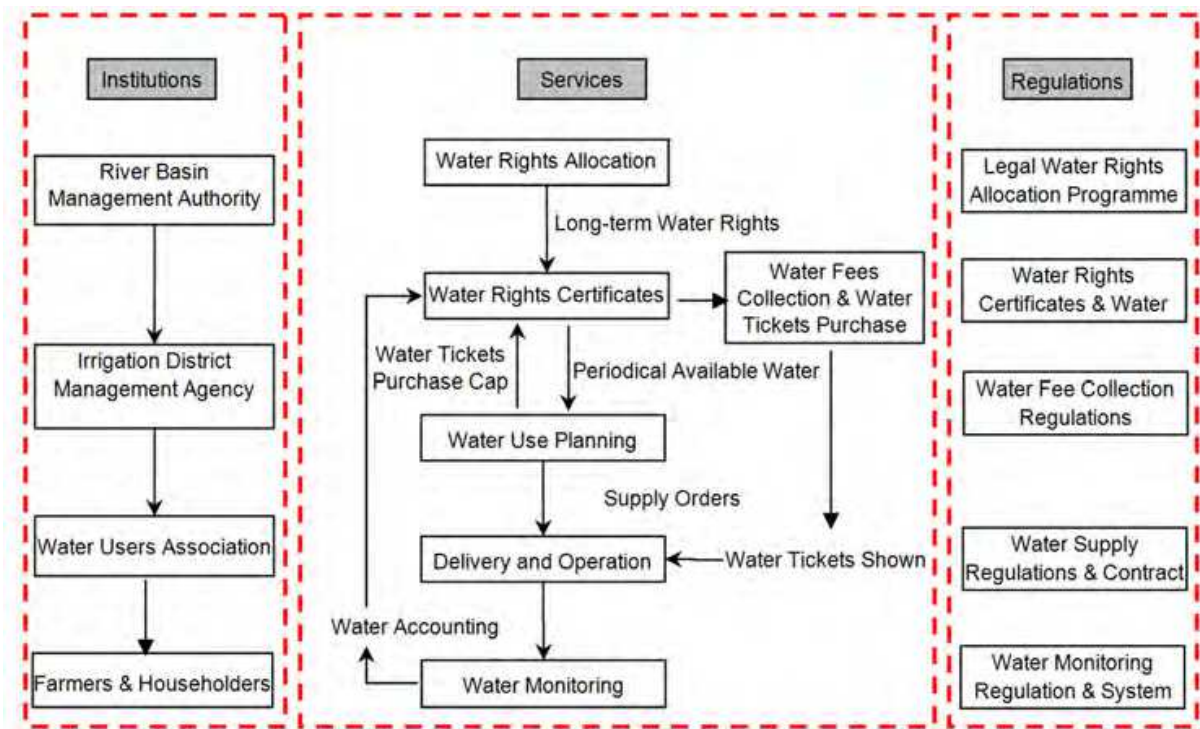 Institutions
River Basin
Management Authority
Irrigation District
Management Agency
Water Users Association
Farmers & Householders
Services
Water Rights Allocation
Long-term Water Rights
Water Rights Certificates
Water Fees
Collection & Water
Tickets Purchase
Water Tickets
Purchase Cap
Periodical Available Water
Water Use Planning
Supply Orders
Delivery and Operation
Water Tickets Shown
Water Accounting
Water Monitoring
Regulations
Legal Water Rights
Allocation Programme
Water Rights
Certificates & Water
Water Fee Collection
Regulations
Water Supply
Regulations & Contract
Water Monitoring
Regulation & System